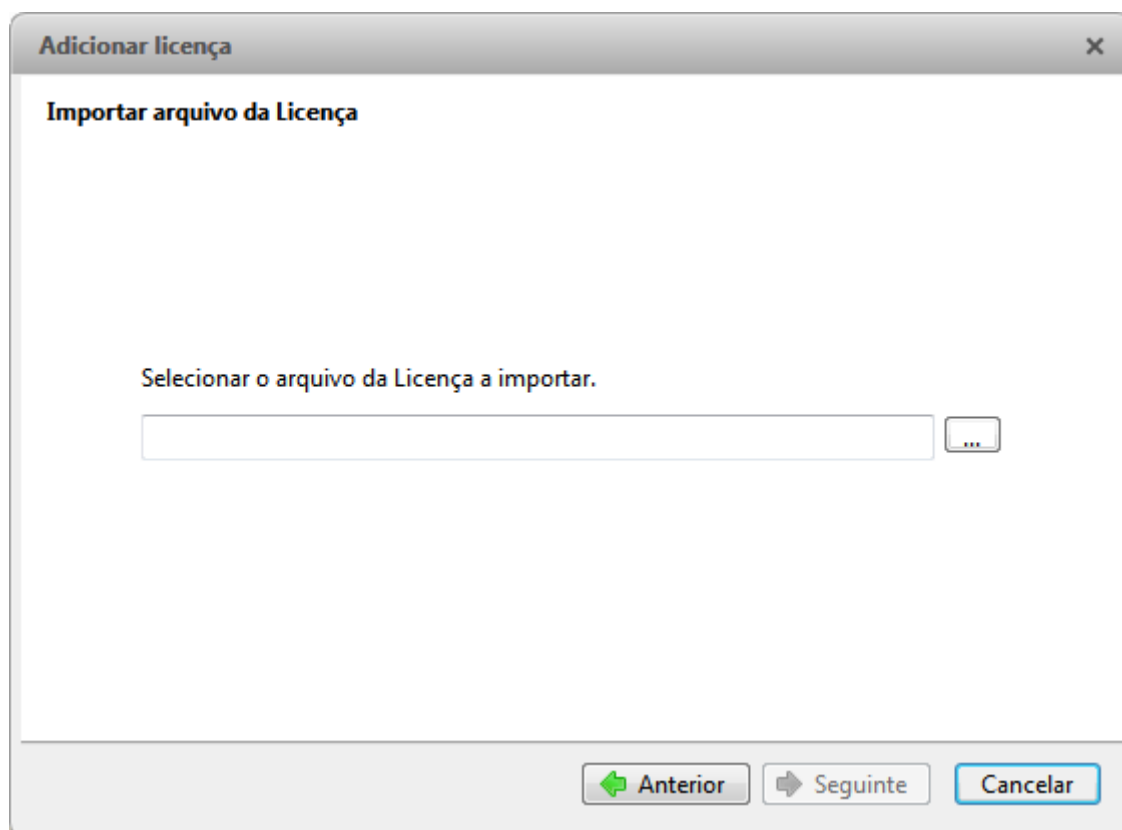 Adicionar licença
Importar arquivo da Licença
Selecionar o arquivo da Licença a importar.
...
Anterior Seguinte Cancelar